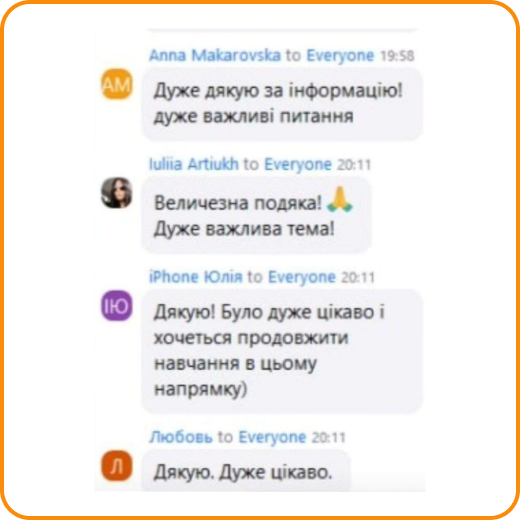 Anna Makarovska to Everyone 19:58
AM
Дуже дякую за інформацію!
дуже важливі питання
Iuliia Artiukh to Everyone 20:11
Величезна подяка! 🙏
Дуже важлива тема!
iPhone Юлія to Everyone 20:11
ІЮ
Дякую! Було дуже цікаво і
хочеться продовжити
навчання в цьому
напрямку)
Любовь to Everyone 20:11
Л
Дякую. Дуже цікаво.